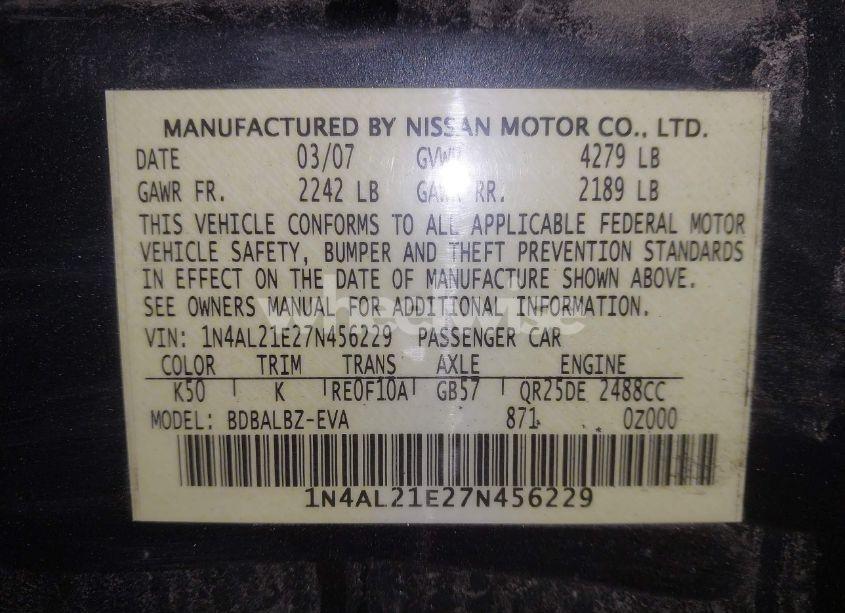 MANUFACTURED BY NISSAN MOTOR CO., LTD.
DATE 03/07 GVWR 4279 LB
GAWR FR. 2242 LB GAWR RR. 2189 LB
THIS VEHICLE CONFORMS TO ALL APPLICABLE FEDERAL MOTOR
VEHICLE SAFETY, BUMPER AND THEFT PREVENTION STANDARDS
IN EFFECT ON THE DATE OF MANUFACTURE SHOWN ABOVE.
SEE OWNERS MANUAL FOR ADDITIONAL INFORMATION.
VIN: 1N4AL21E27N456229 PASSENGER CAR
COLOR TRIM TRANS AXLE ENGINE
K50 K RE0F10A GB57 QR25DE 2488CC
MODEL: BDBALBZ-EVA 871 0Z000
1N4AL21E27N456229